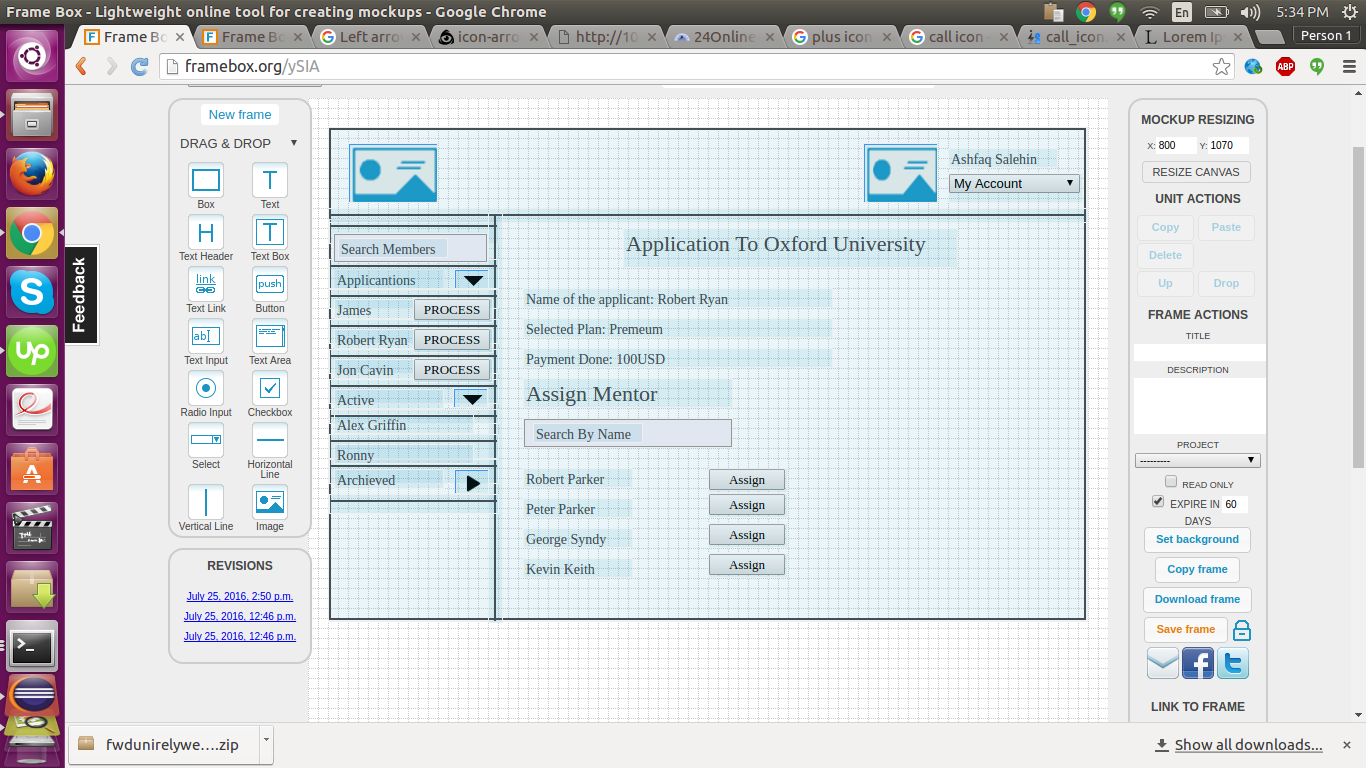 Frame Box - Lightweight online tool for creating mockups - Google Chrome
En
5:34 PM
Frame Bo
Frame Bo
Left arro
icon-arro
http://10
24Online
plus icon
call icon -
call_icon.
Lorem Ips
Person 1
framebox.org/ySIA
ABP
Feedback
New frame
DRAG & DROP
Box
Text
Text Header
Text Box
link
Text Link
push
Button
ab
Text Input
Text Area
Radio Input
Checkbox
Select
Horizontal
Line
Vertical Line
Image
REVISIONS
July 25, 2016, 2:50 p.m.
July 25, 2016, 12:46 p.m.
July 25, 2016, 12:46 p.m.
Ashfaq Salehin
My Account
Search Members
Applicantions
James
PROCESS
Robert Ryan
PROCESS
Jon Cavin
PROCESS
Active
Alex Griffin
Ronny
Archieved
Application To Oxford University
Name of the applicant: Robert Ryan
Selected Plan: Premeum
Payment Done: 100USD
Assign Mentor
Search By Name
Robert Parker
Assign
Peter Parker
Assign
George Syndy
Assign
Kevin Keith
Assign
MOCKUP RESIZING
X: 800 Y: 1070
RESIZE CANVAS
UNIT ACTIONS
Copy
Paste
Delete
Up
Drop
FRAME ACTIONS
TITLE
DESCRIPTION
PROJECT
---------
READ ONLY
EXPIRE IN 60
DAYS
Set background
Copy frame
Download frame
Save frame
LINK TO FRAME
fwdunirelywe....zip
Show all downloads...